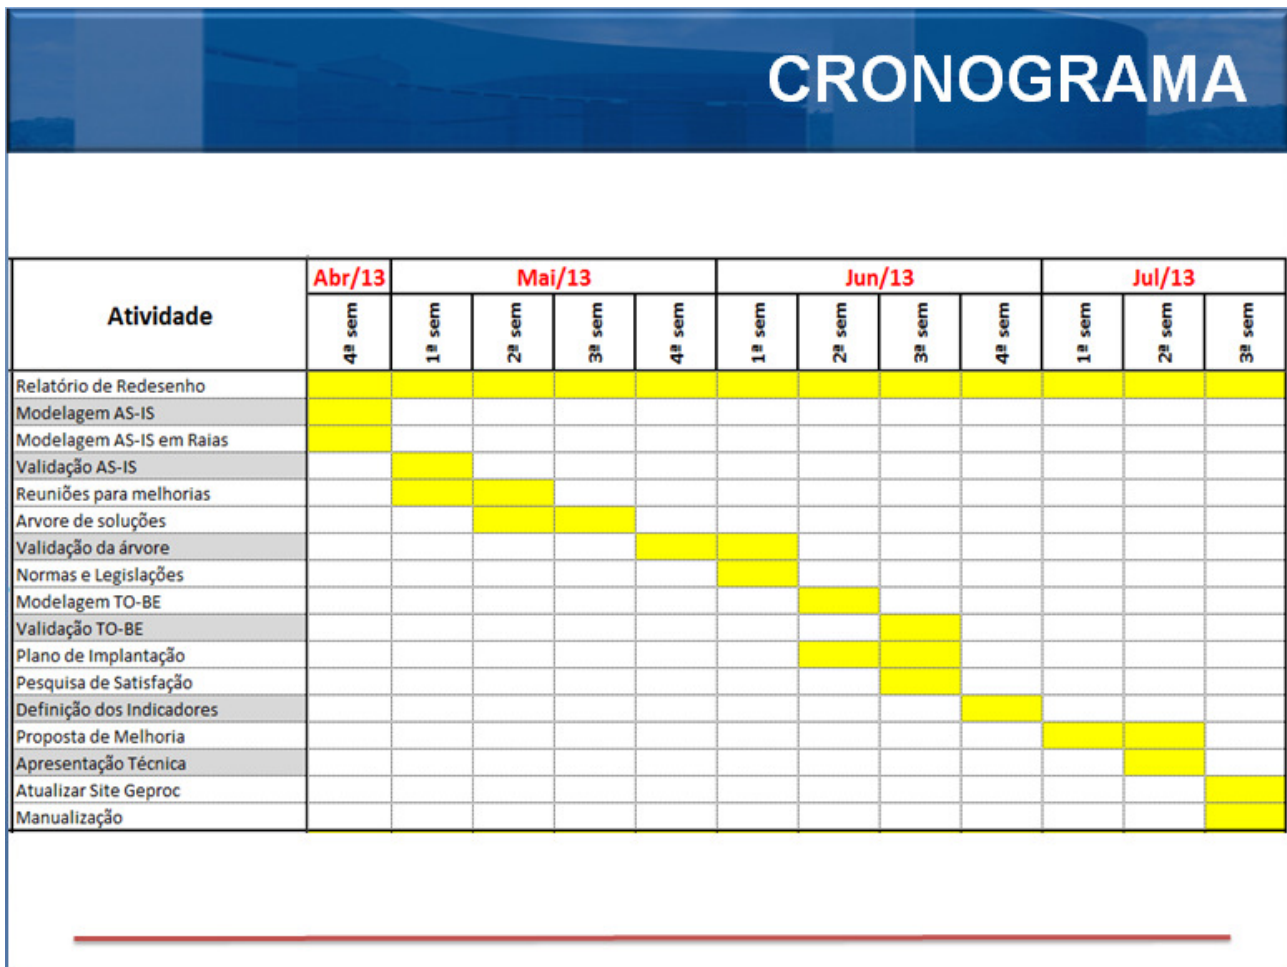 CRONOGRAMA
Atividade
Abr/13 Mai/13 Jun/13 Jul/13
4ª sem 1ª sem 2ª sem 3ª sem 4ª sem 1ª sem 2ª sem 3ª sem 4ª sem 1ª sem 2ª sem 3ª sem
Relatório de Redesenho
Modelagem AS-IS
Modelagem AS-IS em Raias
Validação AS-IS
Reuniões para melhorias
Arvore de soluções
Validação da árvore
Normas e Legislações
Modelagem TO-BE
Validação TO-BE
Plano de Implantação
Pesquisa de Satisfação
Definição dos Indicadores
Proposta de Melhoria
Apresentação Técnica
Atualizar Site Geproc
Manualização